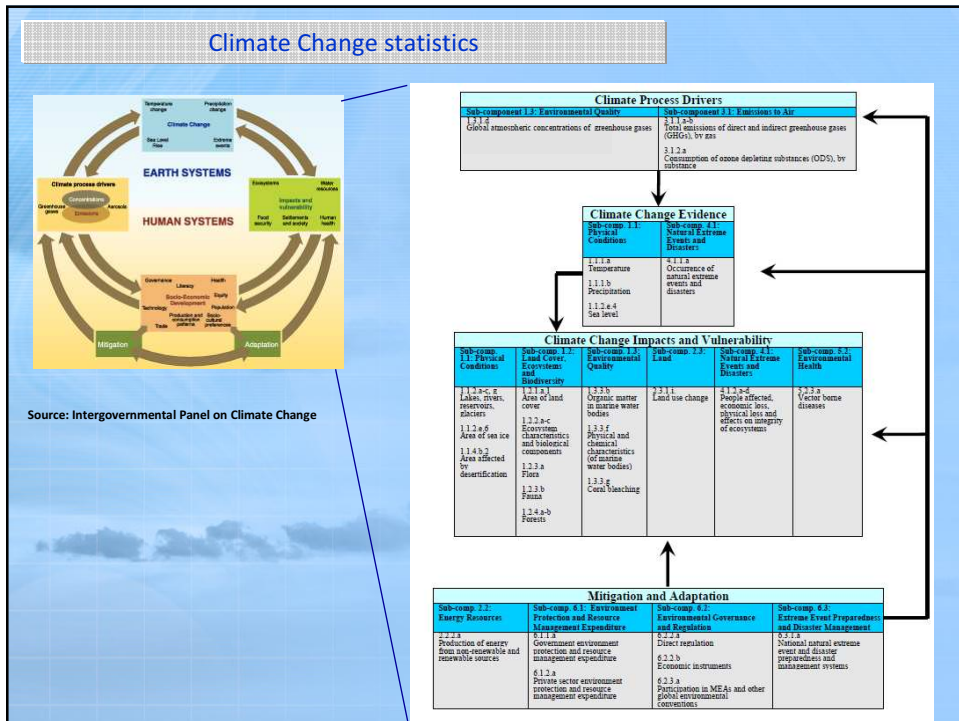 Climate Change statistics
Temperature
change
Precipitation
change
Climate Change
Sea Level
Rise
Extreme
events
EARTH SYSTEMS
Climate process drivers
Concentrations
Greenhouse
gases
Aerosols
Emissions
Ecosystems
Water
resources
Impacts and
vulnerability
Food
security
Settlements
and society
Human
health
HUMAN SYSTEMS
Governance
Literacy
Health
Equity
Socio-Economic
Development
Technology
Population
Production and
consumption
patterns
Socio-
cultural
preferences
Trade
Mitigation
Adaptation
Source: Intergovernmental Panel on Climate Change
Climate Process Drivers
Sub-component 1.3: Environmental Quality
1.3.1.d
Global atmospheric concentrations of greenhouse gases
Sub-component 3.1: Emissions to Air
3.1.1.a-b
Total emissions of direct and indirect greenhouse gases
(GHGs), by gas
3.1.2.a
Consumption of ozone depleting substances (ODS), by
substance
Climate Change Evidence
Sub-comp. 1.1:
Physical
Conditions
1.1.1.a
Temperature
1.1.1.b
Precipitation
1.1.2.e.4
Sea level
Sub-comp. 4.1:
Natural Extreme
Events and
Disasters
4.1.1.a
Occurrence of
natural extreme
events and
disasters
Climate Change Impacts and Vulnerability
Sub-comp.
1.1: Physical
Conditions
1.1.2.a-c, g
Lakes, rivers,
reservoirs,
glaciers
1.1.2.e.6
Area of sea ice
1.1.4.b.2
Area affected
by
desertification
Sub-comp. 1.2:
Land Cover,
Ecosystems
and
Biodiversity
1.2.1.a.1
Area of land
cover
1.2.2.a-c
Ecosystem
characteristics
and biological
components
1.2.3.a
Flora
1.2.3.b
Fauna
1.2.4.a-b
Forests
Sub-comp. 1.3:
Environmental
Quality
1.3.3.b
Organic matter
in marine water
bodies
1.3.3.f
Physical and
chemical
characteristics
(of marine
water bodies)
1.3.3.g
Coral bleaching
Sub-comp. 2.3:
Land
2.3.1.i
Land use change
Sub-comp. 4.1:
Natural Extreme
Events and
Disasters
4.1.2.a-d
People affected,
economic loss,
physical loss and
effects on integrity
of ecosystems
Sub-comp. 5.2:
Environmental
Health
5.2.3.a
Vector borne
diseases
Mitigation and Adaptation
Sub-comp. 2.2:
Energy Resources
2.2.2.a
Production of energy
from non-renewable and
renewable sources
Sub-comp. 6.1: Environment
Protection and Resource
Management Expenditure
6.1.1.a
Government environment
protection and resource
management expenditure
6.1.2.a
Private sector environment
protection and resource
management expenditure
Sub-comp. 6.2:
Environmental Governance
and Regulation
6.2.2.a
Direct regulation
6.2.2.b
Economic instruments
6.2.3.a
Participation in MEAs and other
global environmental
conventions
Sub-comp. 6.3:
Extreme Event Preparedness
and Disaster Management
6.3.1.a
National natural extreme
event and disaster
preparedness and
management systems